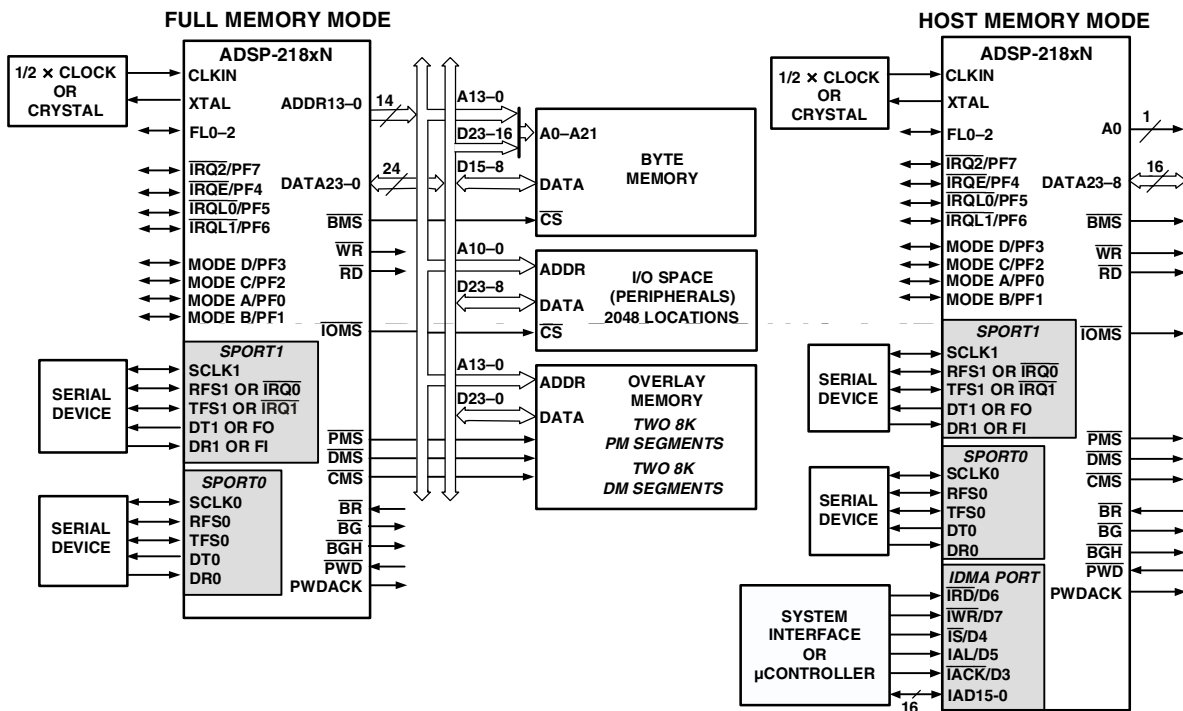 FULL MEMORY MODE
ADSP-218xN
1/2 × CLOCK
OR
CRYSTAL
CLKIN
XTAL
FL0–2
IRQ2/PF7
IRQE/PF4
IRQL0/PF5
IRQL1/PF6
MODE D/PF3
MODE C/PF2
MODE A/PF0
MODE B/PF1
SERIAL
DEVICE
SPORT1
SCLK1
RFS1 OR IRQ0
TFS1 OR IRQ1
DT1 OR FO
DR1 OR FI
SERIAL
DEVICE
SPORT0
SCLK0
RFS0
TFS0
DT0
DR0
ADDR13–0
14
DATA23–0
24
BMS
WR
RD
IOMS
PMS
DMS
CMS
BR
BG
BGH
PWD
PWDACK
A13–0
D23–16
D15–8
A0–A21
DATA
CS
BYTE
MEMORY
A10–0
D23–8
ADDR
DATA
CS
I/O SPACE
(PERIPHERALS)
2048 LOCATIONS
A13–0
D23–0
ADDR
DATA
OVERLAY
MEMORY
TWO 8K
PM SEGMENTS
TWO 8K
DM SEGMENTS
HOST MEMORY MODE
ADSP-218xN
1/2 × CLOCK
OR
CRYSTAL
CLKIN
XTAL
FL0–2
IRQ2/PF7
IRQE/PF4
IRQL0/PF5
IRQL1/PF6
MODE D/PF3
MODE C/PF2
MODE A/PF0
MODE B/PF1
SERIAL
DEVICE
SPORT1
SCLK1
RFS1 OR IRQ0
TFS1 OR IRQ1
DT1 OR FO
DR1 OR FI
SERIAL
DEVICE
SPORT0
SCLK0
RFS0
TFS0
DT0
DR0
SYSTEM
INTERFACE
OR
µCONTROLLER
IDMA PORT
IRD/D6
IWR/D7
IS/D4
IAL/D5
IACK/D3
IAD15-0
16
A0
1
DATA23–8
16
BMS
WR
RD
IOMS
PMS
DMS
CMS
BR
BG
BGH
PWD
PWDACK